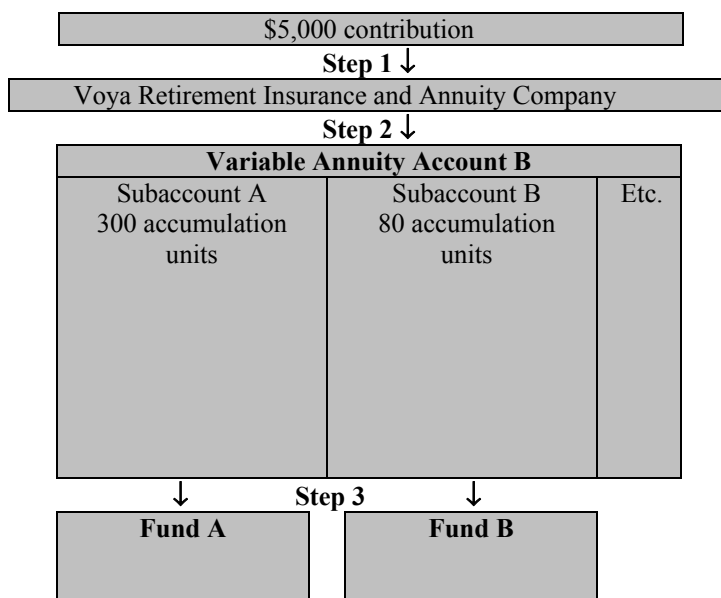 $5,000 contribution
Step 1 ↓
Voya Retirement Insurance and Annuity Company
Step 2 ↓
Variable Annuity Account B
Subaccount A
300 accumulation
units
Subaccount B
80 accumulation
units
Etc.
↓ Step 3 ↓
Fund A
Fund B